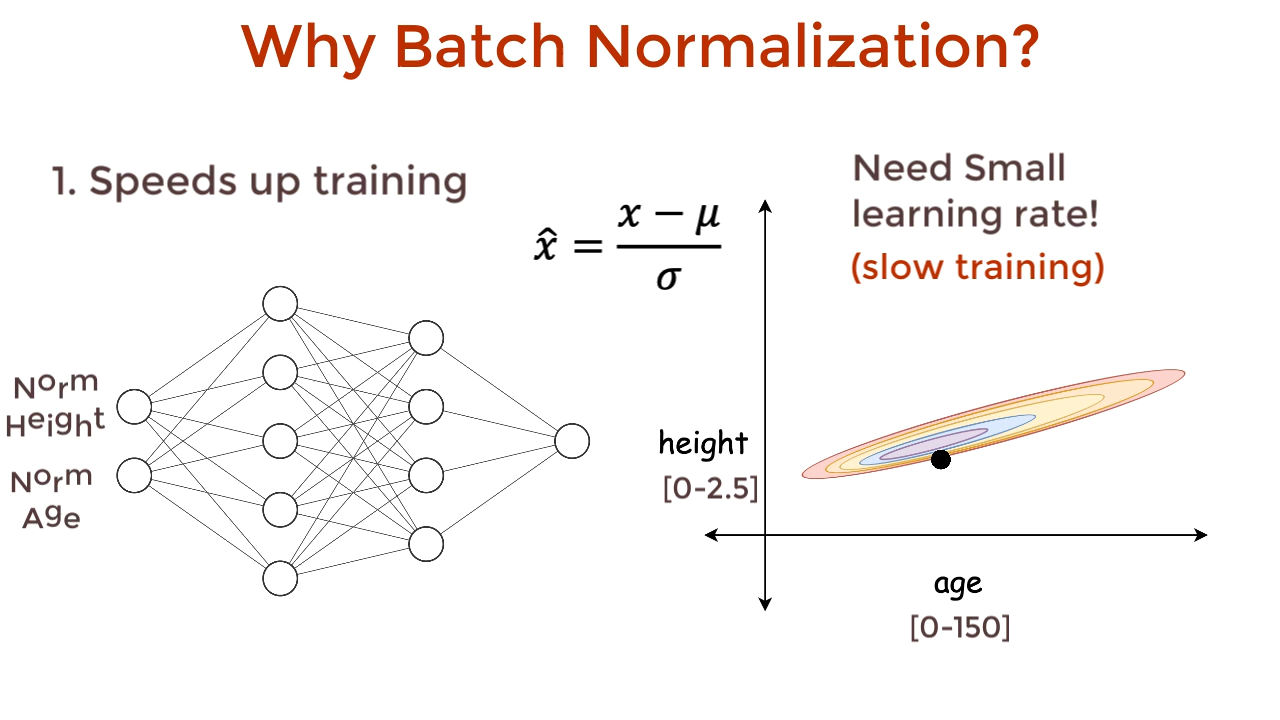 Why Batch Normalization?
1. Speeds up training
x̂ = (x − μ) / σ
Need Small
learning rate!
(slow training)
Norm
Height
Norm
Age
height
[0-2.5]
age
[0-150]